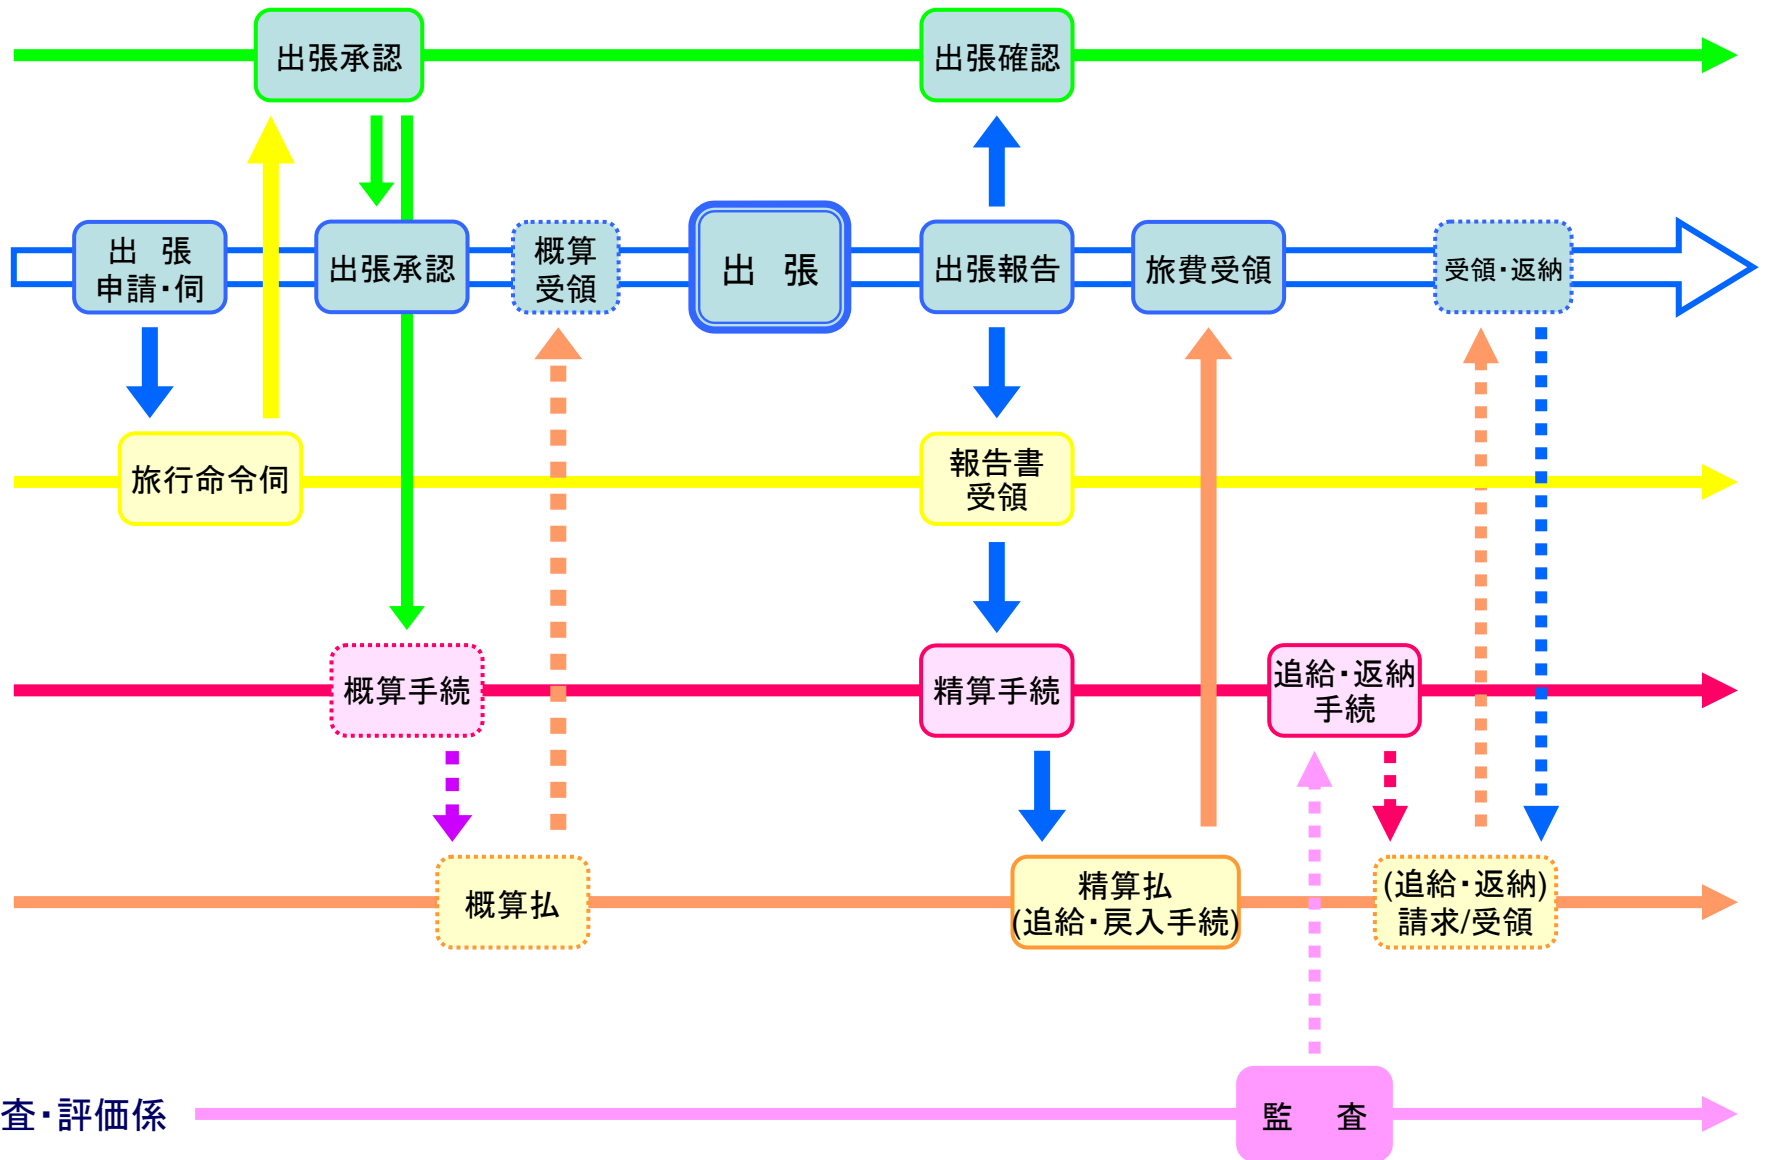 出張承認
出張確認
出　張
申請・伺
出張承認
概算
受領
出　張
出張報告
旅費受領
受領・返納
旅行命令伺
報告書
受領
概算手続
精算手続
追給・返納
手続
概算払
精算払
(追給・戻入手続)
(追給・返納)
請求/受領
査・評価係
監　査